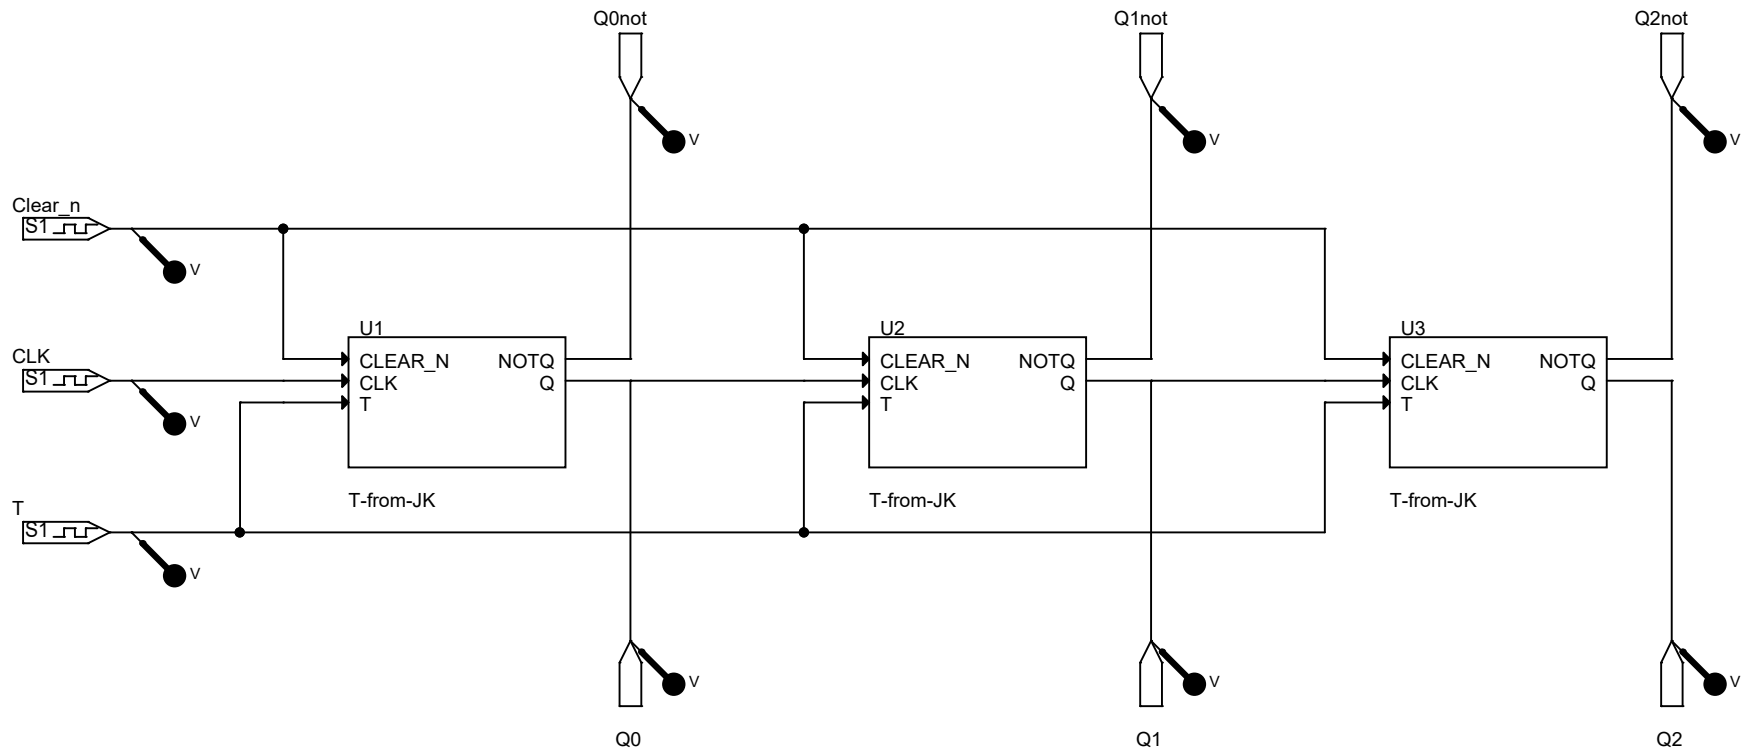 Q0not
Q1not
Q2not
V
V
V
Clear_n
S1
V
U1
U2
U3
CLK
S1
V
CLEAR_N NOTQ
CLK Q
T
CLEAR_N NOTQ
CLK Q
T
CLEAR_N NOTQ
CLK Q
T
T-from-JK
T-from-JK
T-from-JK
T
S1
V
V
V
V
Q0
Q1
Q2